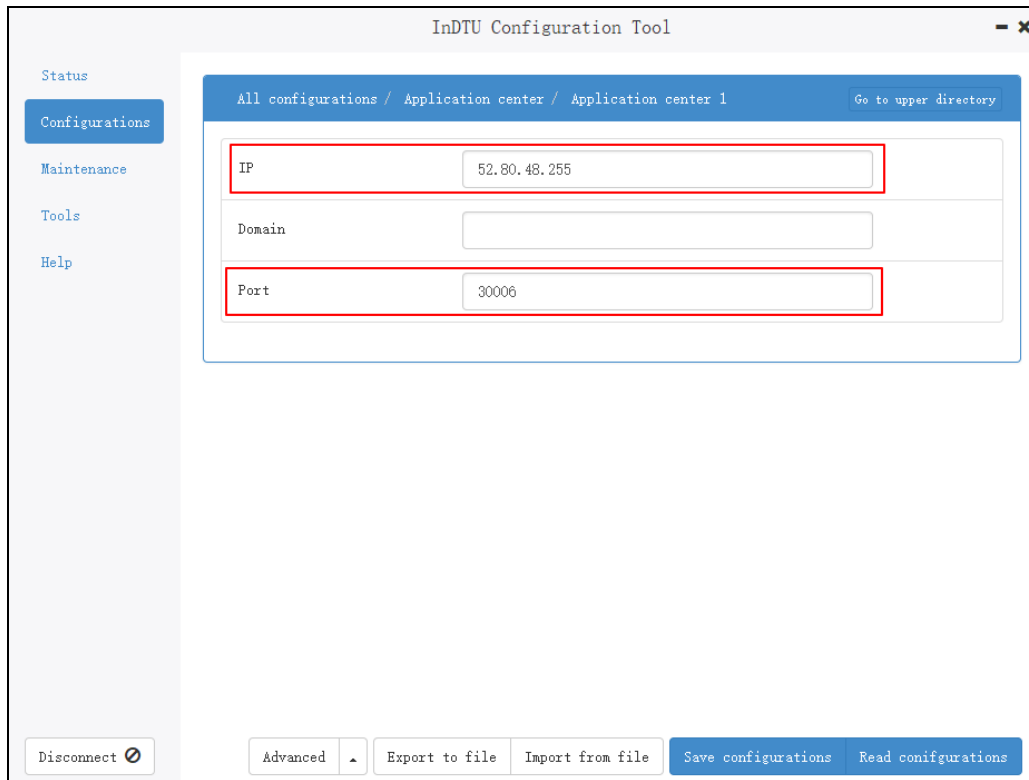 InDTU Configuration Tool
Status
Configurations
Maintenance
Tools
Help
All configurations / Application center / Application center 1
Go to upper directory
IP 52.80.48.255
Domain
Port 30006
Disconnect
Advanced
Export to file
Import from file
Save configurations
Read conifgurations